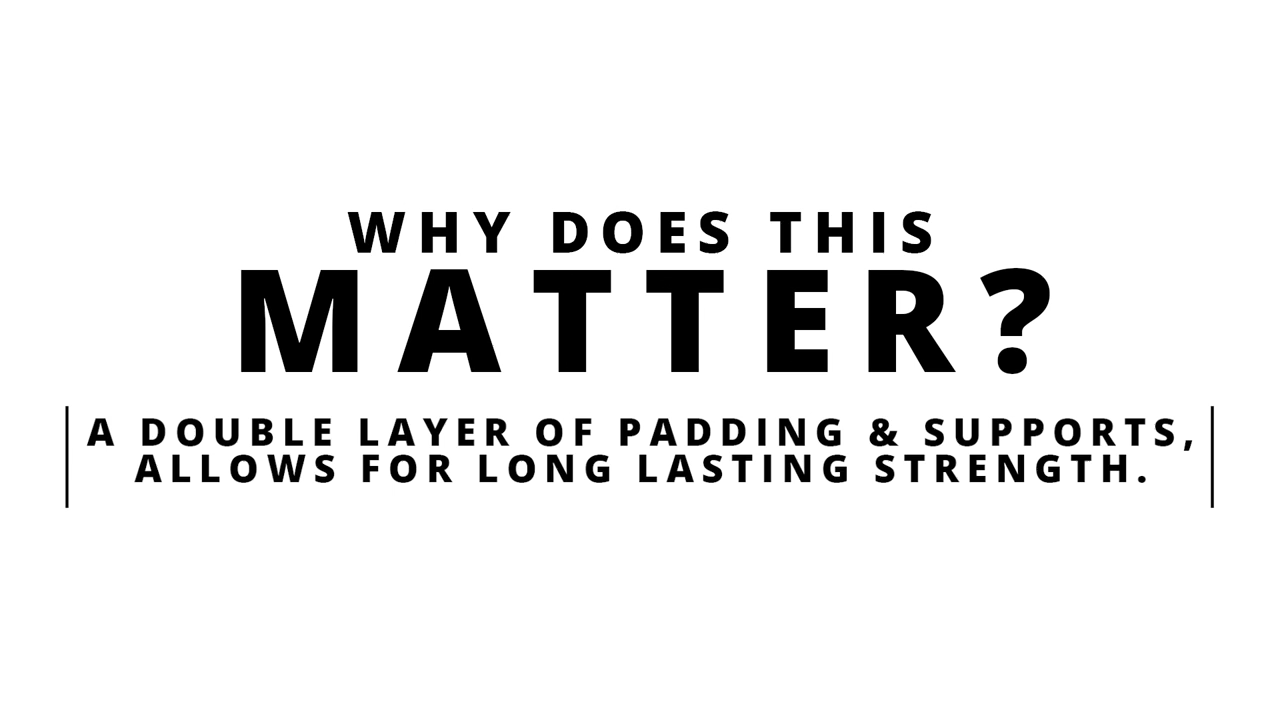 WHY DOES THIS
MATTER?
A DOUBLE LAYER OF PADDING & SUPPORTS,
ALLOWS FOR LONG LASTING STRENGTH.